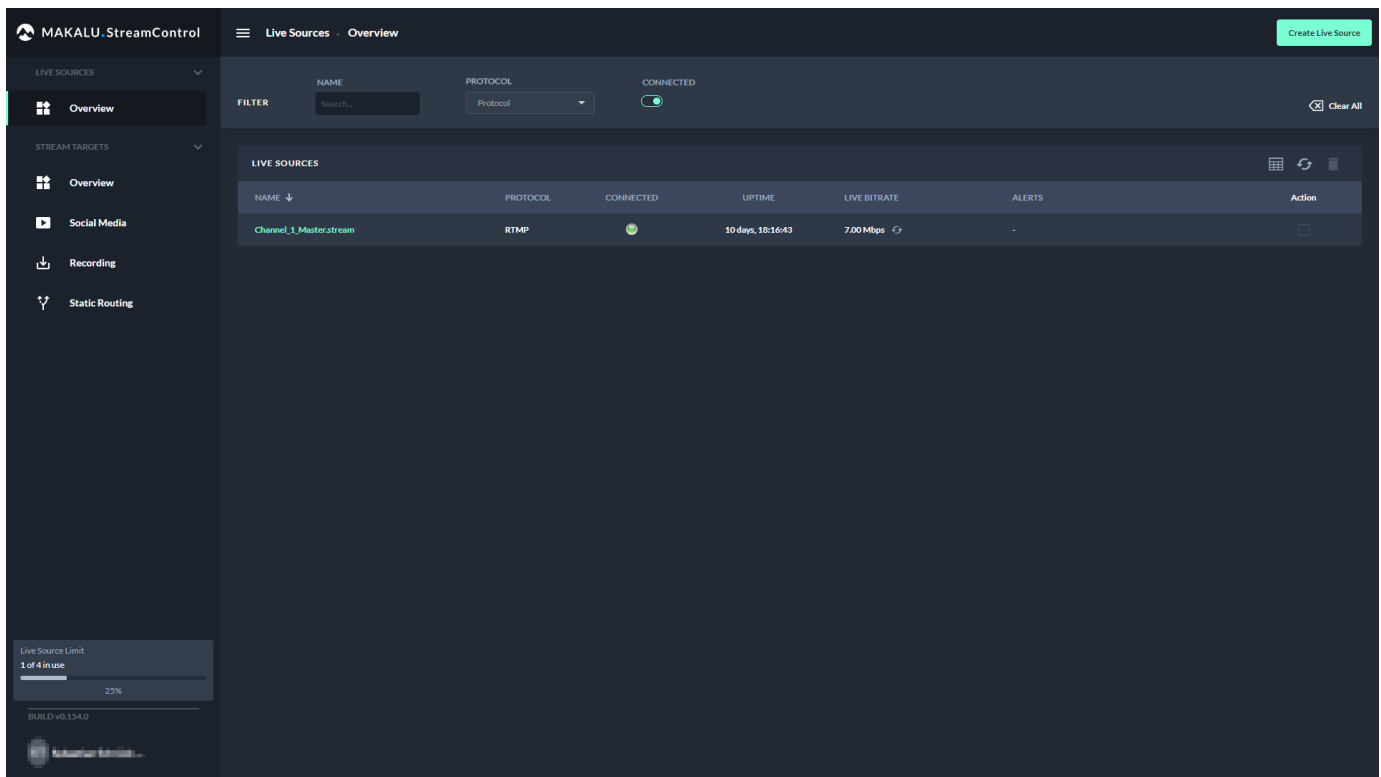 MAKALU.StreamControl
Live Sources - Overview
Create Live Source
LIVE SOURCES
Overview
STREAM TARGETS
Overview
Social Media
Recording
Static Routing
Live Source Limit
1 of 4 in use
25%
BUILD v0.154.0
FILTER
NAME
Search...
PROTOCOL
Protocol
CONNECTED
Clear All
LIVE SOURCES
NAME PROTOCOL CONNECTED UPTIME LIVE BITRATE ALERTS Action
Channel_1_Master.stream RTMP 10 days, 18:16:43 7.00 Mbps -